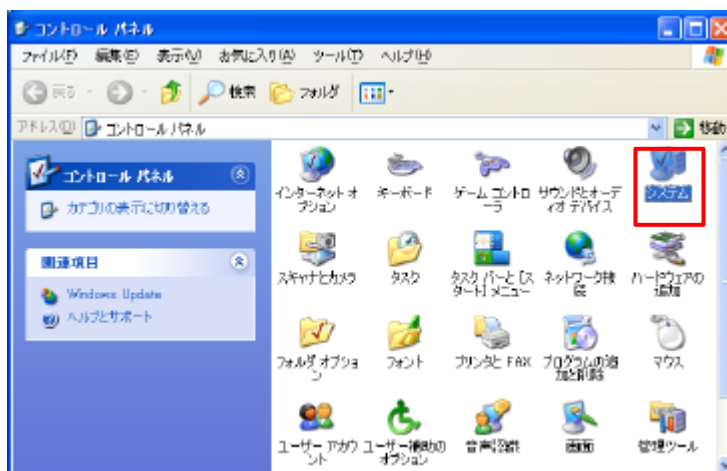 コントロール パネル
ファイル(F) 編集(E) 表示(V) お気に入り(A) ツール(T) ヘルプ(H)
戻る 検索 フォルダ
アドレス(D) コントロール パネル 移動
コントロール パネル
カテゴリの表示に切り替える
関連項目
Windows Update
ヘルプとサポート
インターネット オ
プション
キーボード
ゲーム コントロ
ーラ
サウンドとオーデ
ィオ デバイス
システム
スキャナとカメラ
タスク
タスク バーと [ス
タート] メニュー
ネットワーク接
続
ハードウェアの
追加
フォルダ オプショ
ン
フォント
プリンタと FAX
プログラムの追
加と削除
マウス
ユーザー アカウ
ント
ユーザー補助の
オプション
音声認識
画面
管理ツール